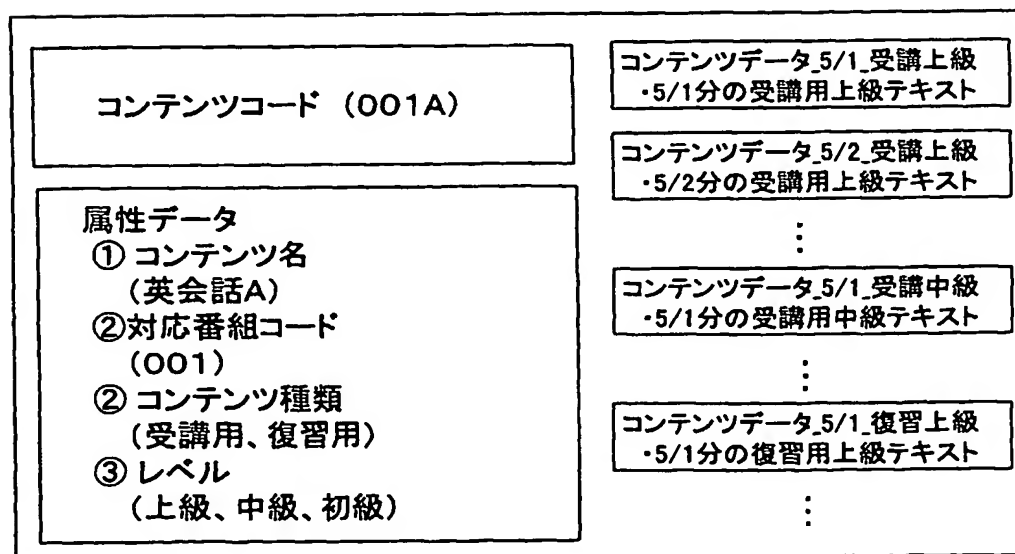 コンテンツコード (001A)
属性データ
① コンテンツ名
(英会話A)
②対応番組コード
(001)
② コンテンツ種類
(受講用、復習用)
③ レベル
(上級、中級、初級)
コンテンツデータ_5/1_受講上級
・5/1分の受講用上級テキスト
コンテンツデータ_5/2_受講上級
・5/2分の受講用上級テキスト
⋮
コンテンツデータ_5/1_受講中級
・5/1分の受講用中級テキスト
⋮
コンテンツデータ_5/1_復習上級
・5/1分の復習用上級テキスト
⋮